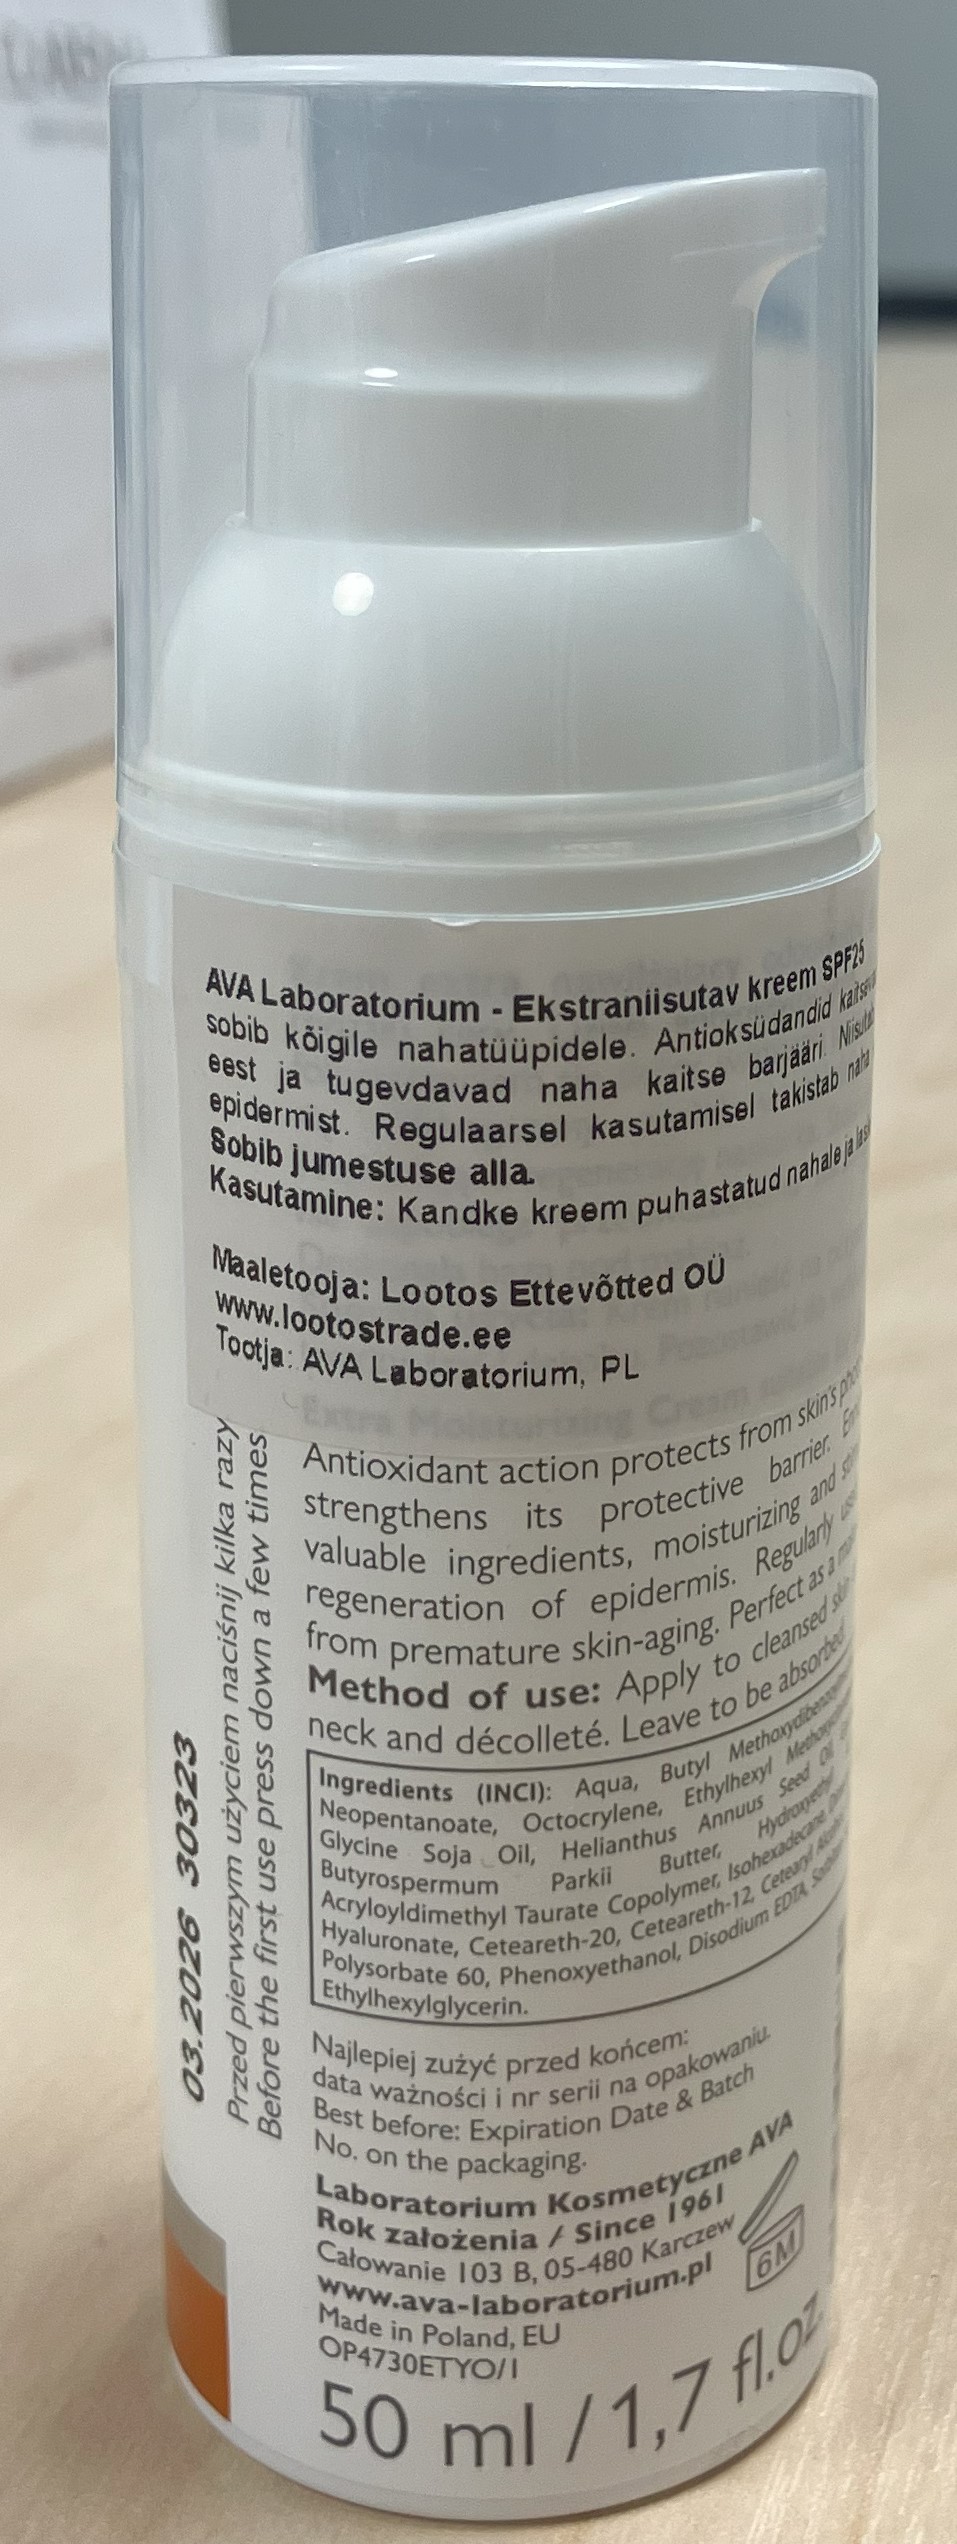 AVA Laboratorium - Ekstraniisutav kreem SPF25
sobib kõigile nahatüüpidele. Antioksüdandid
eest ja tugevdavad naha kaitse barjääri.
epidermist. Regulaarsel kasutamisel takistab naha
Sobib jumestuse alla.
Kasutamine: Kandke kreem puhastatud nahale ja
Maaletooja: Lootos Ettevõtted OÜ
www.lootostrade.ee
Tootja: AVA Laboratorium, PL
Extra Moisturizing Cream
Antioxidant action protects from skin's
strengthens its protective barrier.
valuable ingredients, moisturizing and
regeneration of epidermis. Regularly
from premature skin-aging. Perfect as a
Method of use: Apply to cleansed
neck and décolleté. Leave to be absorbed.
Ingredients (INCI): Aqua, Butyl
Neopentanoate, Octocrylene, Ethylhexyl
Glycine Soja Oil, Helianthus Annuus Seed Oil
Butyrospermum Parkii Butter, Hydroxyethyl
Acryloyldimethyl Taurate Copolymer, Isohexadecane,
Hyaluronate, Ceteareth-20, Ceteareth-12, Cetearyl
Polysorbate 60, Phenoxyethanol, Disodium EDTA,
Ethylhexylglycerin.
Najlepiej zużyć przed końcem:
data ważności i nr serii na opakowaniu.
Best before: Expiration Date & Batch
No. on the packaging.
Laboratorium Kosmetyczne AVA
Rok założenia / Since 1961
Całowanie 103 B, 05-480 Karczew
www.ava-laboratorium.pl
Made in Poland, EU
OP4730ETYO/1
6M
50 ml / 1,7 fl.oz.
03.2026 30323
Przed pierwszym użyciem naciśnij kilka razy
Before the first use press down a few times